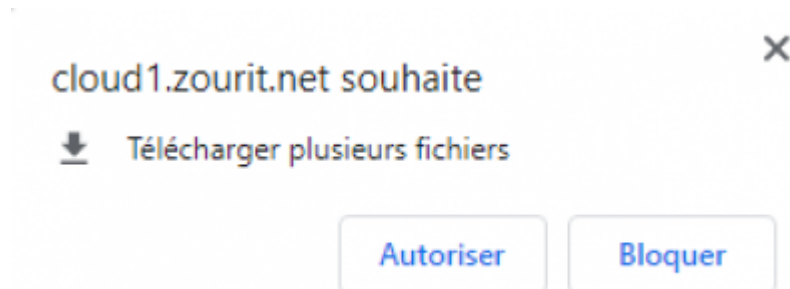 cloud1.zourit.net souhaite
Télécharger plusieurs fichiers
Autoriser Bloquer